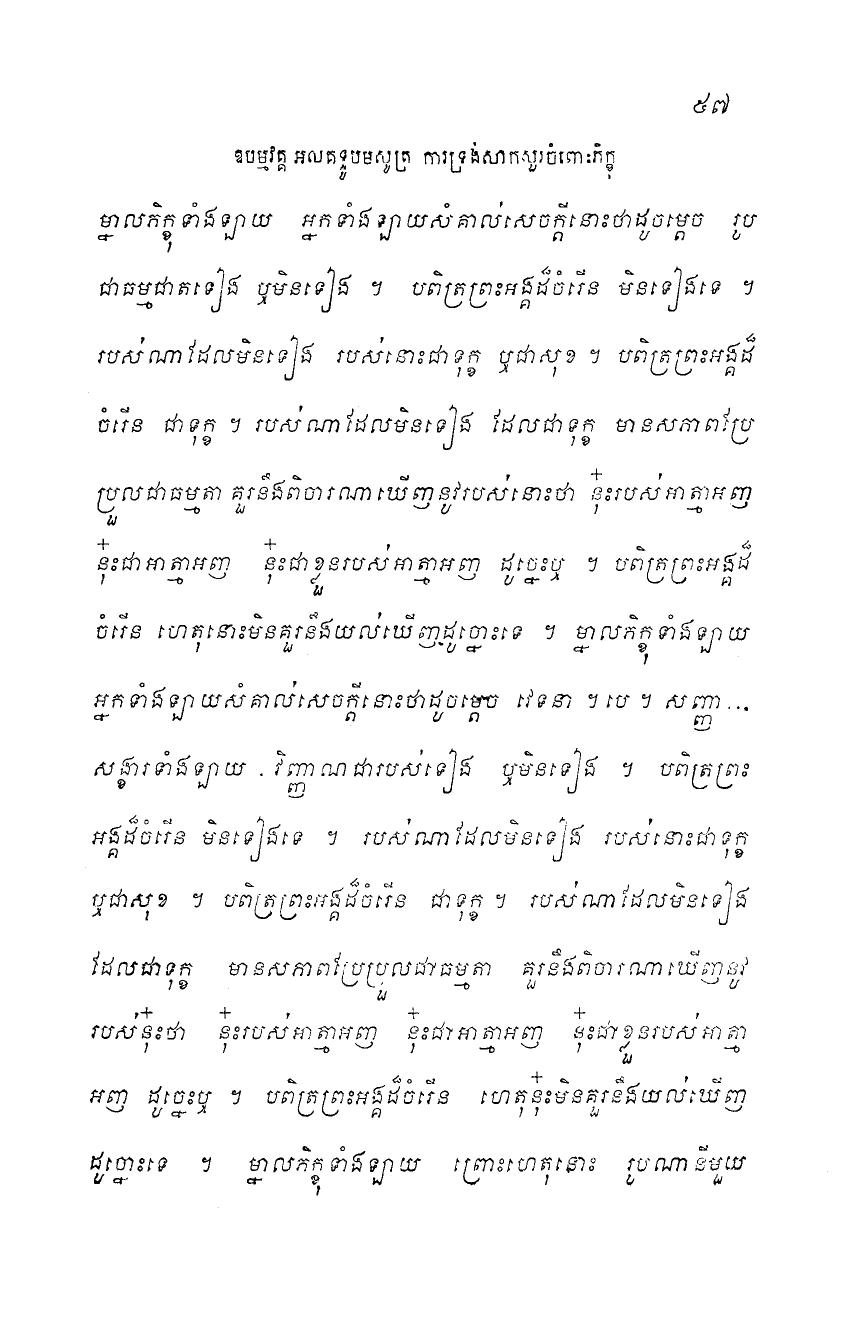 ៥៧
ឧបម្មវគ្គ អលគទ្ទូបមសូត្រ ការទ្រង់សាកសួរចំពោះភិក្ខុ
ម្នាលភិក្ខុទាំងឡាយ អ្នកទាំងឡាយសំគាល់សេចក្តីនោះថាដូចម្តេច រូប
ជាធម្មជាតទៀង ឬមិនទៀង ។ បពិត្រព្រះអង្គដ៏ចំរើន មិនទៀងទេ ។
របស់ណាដែលមិនទៀង របស់នោះជាទុក្ខ ឬជាសុខ ។ បពិត្រព្រះអង្គដ៏
ចំរើន ជាទុក្ខ ។ របស់ណាដែលមិនទៀង ដែលជាទុក្ខ មានសភាពប្រែ
ប្រួលជាធម្មតា គួរនឹងពិចារណាឃើញនូវរបស់នោះថា នុ៎ះរបស់អាត្មាអញ
នុ៎ះជាអាត្មាអញ នុ៎ះជាខ្លួនរបស់អាត្មាអញ ដូច្នេះឬ ។ បពិត្រព្រះអង្គដ៏
ចំរើន ហេតុនោះមិនគួរនឹងយល់ឃើញដូច្នោះទេ ។ ម្នាលភិក្ខុទាំងឡាយ
អ្នកទាំងឡាយសំគាល់សេចក្តីនោះថាដូចម្តេច វេទនា ។បេ។ សញ្ញា ...
សង្ខារទាំងឡាយ . វិញ្ញាណជារបស់ទៀង ឬមិនទៀង ។ បពិត្រព្រះ
អង្គដ៏ចំរើន មិនទៀងទេ ។ របស់ណាដែលមិនទៀង របស់នោះជាទុក្ខ
ឬជាសុខ ។ បពិត្រព្រះអង្គដ៏ចំរើន ជាទុក្ខ ។ របស់ណាដែលមិនទៀង
ដែលជាទុក្ខ មានសភាពប្រែប្រួលជាធម្មតា គួរនឹងពិចារណាឃើញនូវ
របស់នុ៎ះថា នុ៎ះរបស់អាត្មាអញ នុ៎ះជាអាត្មាអញ នុ៎ះជាខ្លួនរបស់អាត្មា
អញ ដូច្នេះឬ ។ បពិត្រព្រះអង្គដ៏ចំរើន ហេតុនុ៎ះមិនគួរនឹងយល់ឃើញ
ដូច្នោះទេ ។ ម្នាលភិក្ខុទាំងឡាយ ព្រោះហេតុនោះ រូបណានីមួយ